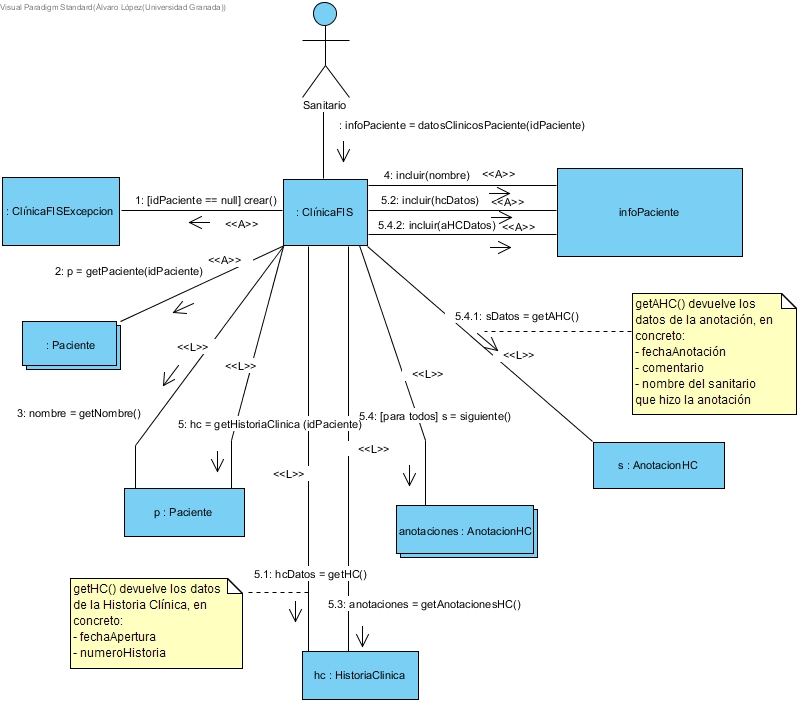 Visual Paradigm Standard(Álvaro López(Universidad Granada))
Sanitario
: infoPaciente = datosClinicosPaciente(idPaciente)
: ClínicaFISExcepcion
1: [idPaciente == null] crear()
<<A>>
: ClínicaFIS
4: incluir(nombre)
<<A>>
5.2: incluir(hcDatos)
<<A>>
5.4.2: incluir(aHCDatos)
<<A>>
infoPaciente
2: p = getPaciente(idPaciente)
<<A>>
: Paciente
3: nombre = getNombre()
<<L>>
5: hc = getHistoriaClinica (idPaciente)
<<L>>
p : Paciente
5.4: [para todos] s = siguiente()
<<L>>
anotaciones : AnotacionHC
5.4.1: sDatos = getAHC()
<<L>>
s : AnotacionHC
getAHC() devuelve los
datos de la anotación, en
concreto:
- fechaAnotación
- comentario
- nombre del sanitario
que hizo la anotación
<<L>>
<<L>>
5.1: hcDatos = getHC()
5.3: anotaciones = getAnotacionesHC()
getHC() devuelve los datos
de la Historia Clínica, en
concreto:
- fechaApertura
- numeroHistoria
hc : HistoriaClinica